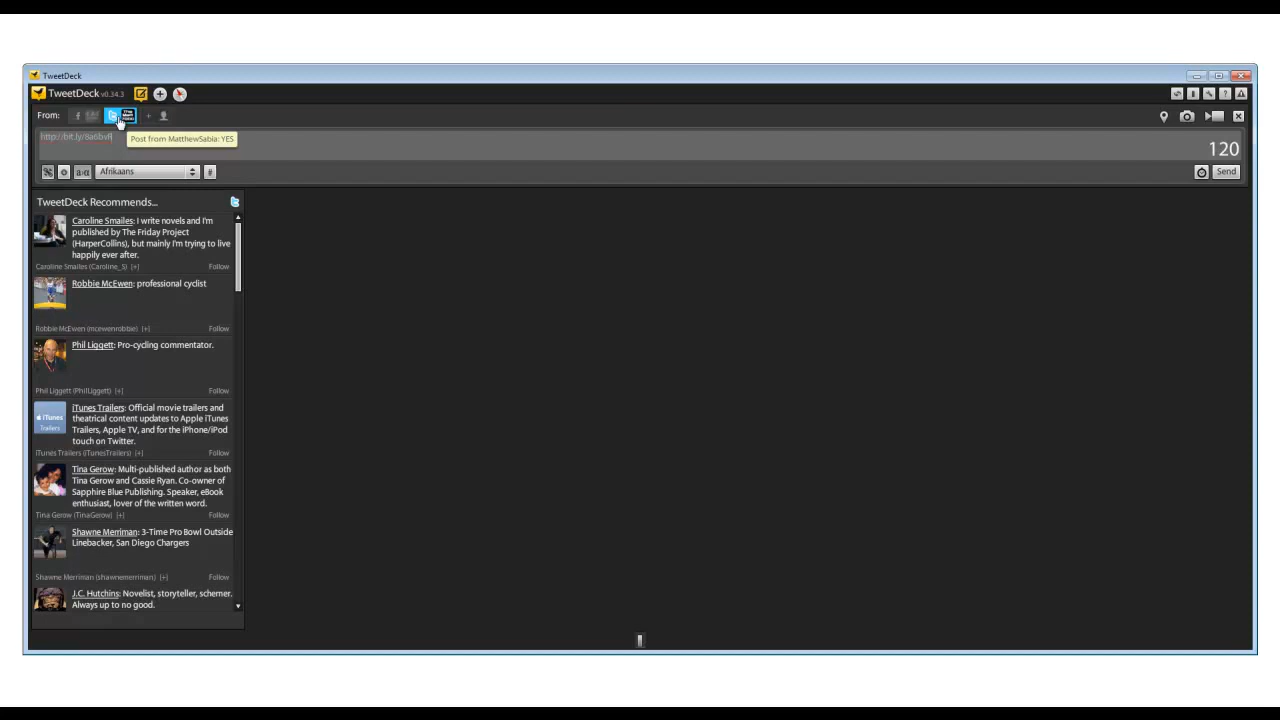 TweetDeck
TweetDeck v0.34.3
From:
http://bit.ly/8a6bvR
Post from MatthewSabia: YES
120
Afrikaans
#
Send
TweetDeck Recommends...
Caroline Smailes: I write novels and I'm
published by The Friday Project
(HarperCollins), but mainly I'm trying to live
happily ever after.
Caroline Smailes (Caroline_S) [+] Follow
Robbie McEwen: professional cyclist
Robbie McEwen (mcewenrobbie) [+] Follow
Phil Liggett: Pro-cycling commentator.
Phil Liggett (PhilLiggett) [+] Follow
iTunes
Trailers
iTunes Trailers: Official movie trailers and
theatrical content updates to Apple iTunes
Trailers, Apple TV, and for the iPhone/iPod
touch on Twitter.
iTunes Trailers (iTunesTrailers) [+] Follow
Tina Gerow: Multi-published author as both
Tina Gerow and Cassie Ryan. Co-owner of
Sapphire Blue Publishing. Speaker, eBook
enthusiast, lover of the written word.
Tina Gerow (TinaGerow) [+] Follow
Shawne Merriman: 3-Time Pro Bowl Outside
Linebacker, San Diego Chargers
Shawne Merriman (shawnemerriman) [+] Follow
J.C. Hutchins: Novelist, storyteller, schemer.
Always up to no good.